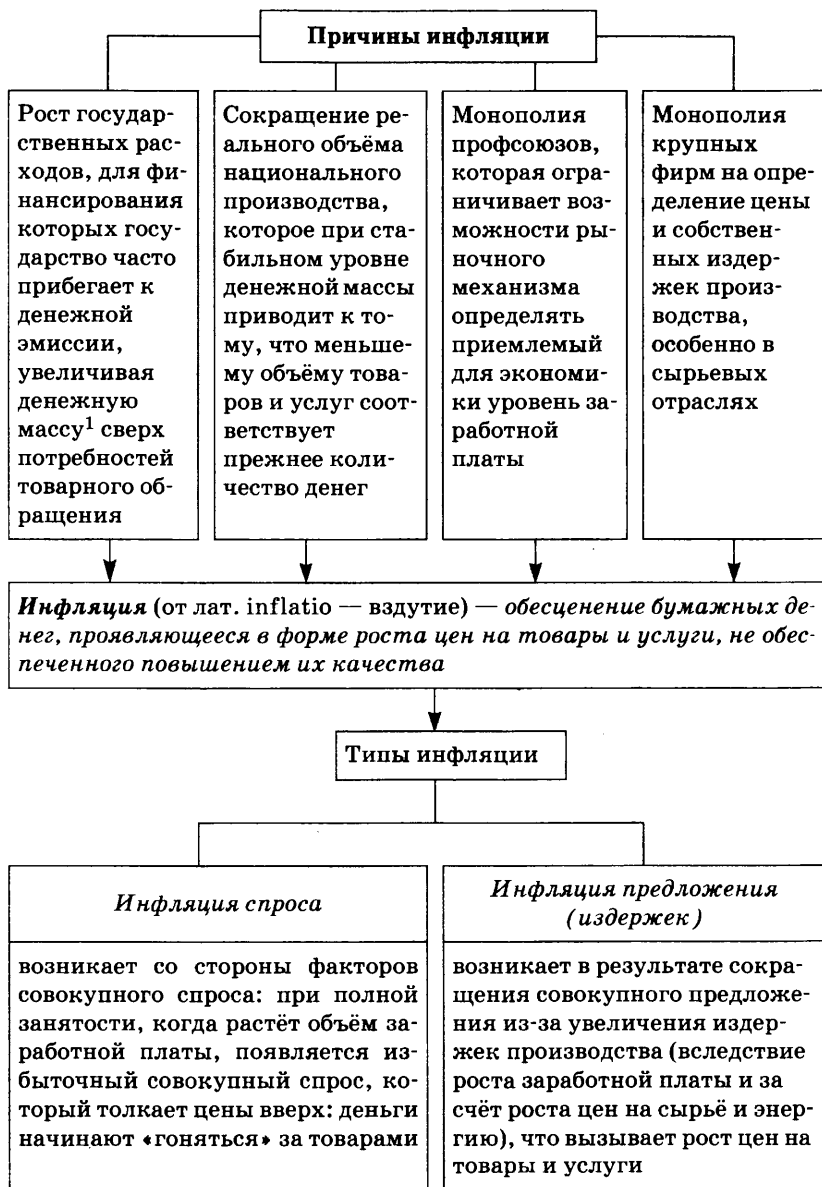 Причины инфляции
Рост государ-
ственных рас-
ходов, для фи-
нансирования
которых госу-
дарство часто
прибегает к
денежной
эмиссии,
увеличивая
денежную
массу¹ сверх
потребностей
товарного об-
ращения
Сокращение ре-
ального объёма
национального
производства,
которое при ста-
бильном уровне
денежной массы
приводит к то-
му, что меньше-
му объёму това-
ров и услуг соот-
ветствует
прежнее коли-
чество денег
Монополия
профсоюзов,
которая огра-
ничивает воз-
можности ры-
ночного
механизма
определять
приемлемый
для экономи-
ки уровень за-
работной
платы
Монополия
крупных
фирм на опре-
деление цены
и собствен-
ных издер-
жек произ-
водства,
особенно в
сырьевых
отраслях
Инфляция (от лат. inflatio — вздутие) — обесценение бумажных де-
нег, проявляющееся в форме роста цен на товары и услуги, не обес-
печенного повышением их качества
Типы инфляции
Инфляция спроса
возникает со стороны факторов
совокупного спроса: при полной
занятости, когда растёт объём за-
работной платы, появляется из-
быточный совокупный спрос, ко-
торый толкает цены вверх: деньги
начинают «гоняться» за товарами
Инфляция предложения
(издержек)
возникает в результате сокра-
щения совокупного предложе-
ния из-за увеличения издер-
жек производства (вследствие
роста заработной платы и за
счёт роста цен на сырьё и энер-
гию), что вызывает рост цен на
товары и услуги